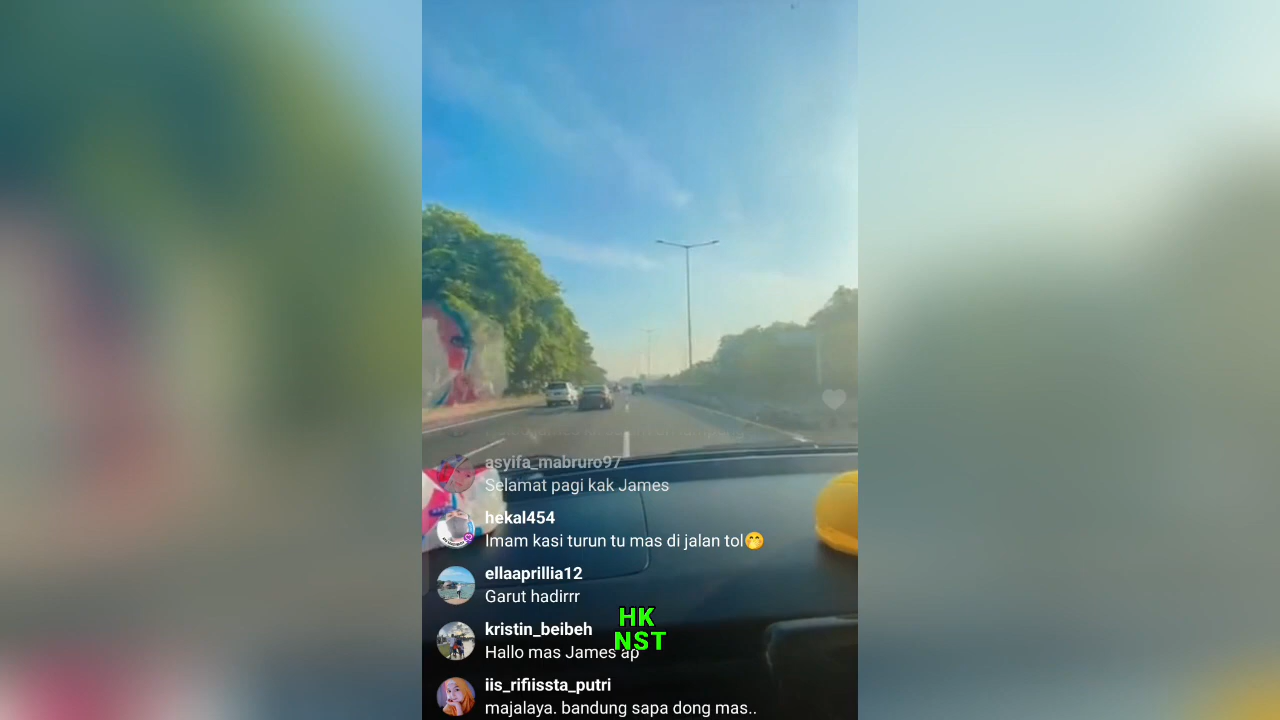 asyifa_mabruro97
Selamat pagi kak James
hekal454
Imam kasi turun tu mas di jalan tol🤭
ellaaprillia12
Garut hadirrr
HK
kristin_beibeh
NST
Hallo mas James ap
iis_rifiissta_putri
majalaya. bandung sapa dong mas..